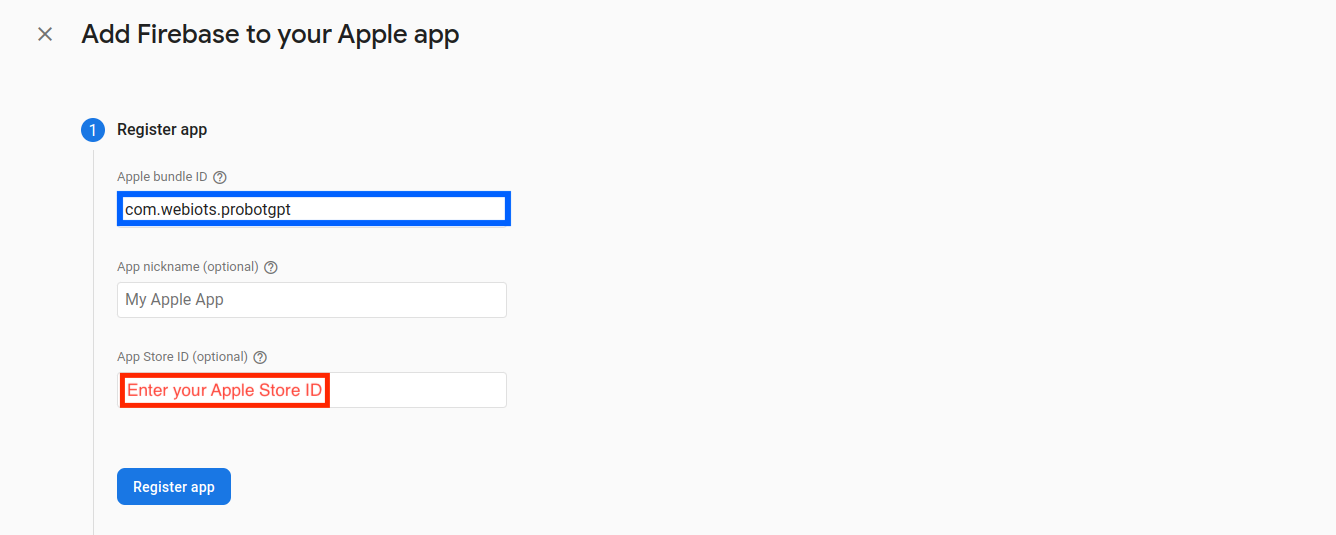 Add Firebase to your Apple app
1 Register app
Apple bundle ID
com.webiots.probotgpt
App nickname (optional)
My Apple App
App Store ID (optional)
Enter your Apple Store ID
Register app